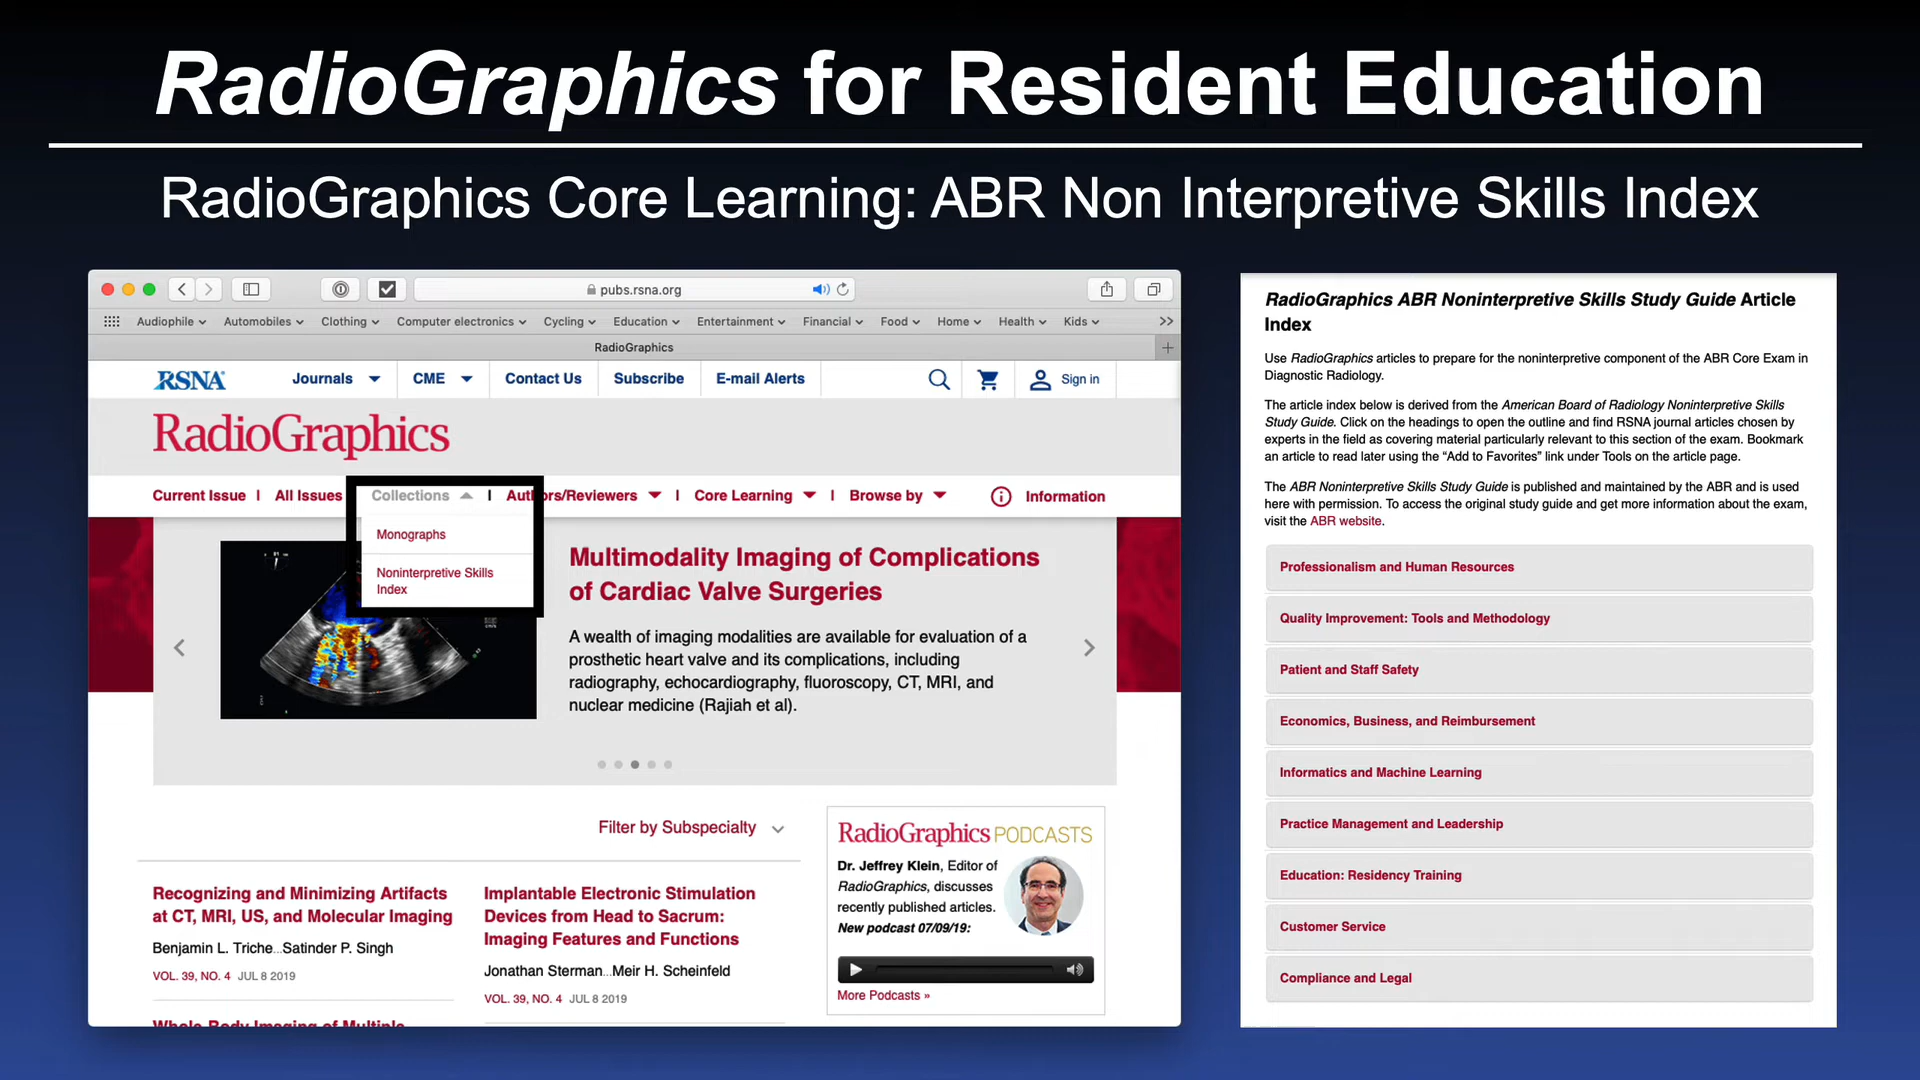 RadioGraphics for Resident Education
RadioGraphics Core Learning: ABR Non Interpretive Skills Index
pubs.rsna.org
Audiophile
Automobiles
Clothing
Computer electronics
Cycling
Education
Entertainment
Financial
Food
Home
Health
Kids
>>
RadioGraphics
+
RSNA
Journals
CME
Contact Us
Subscribe
E-mail Alerts
Sign in
RadioGraphics
Current Issue | All Issues
Collections | Authors/Reviewers | Core Learning | Browse by
Information
Monographs
Noninterpretive Skills
Index
Multimodality Imaging of Complications
of Cardiac Valve Surgeries
A wealth of imaging modalities are available for evaluation of a
prosthetic heart valve and its complications, including
radiography, echocardiography, fluoroscopy, CT, MRI, and
nuclear medicine (Rajiah et al).
Filter by Subspecialty
Recognizing and Minimizing Artifacts
at CT, MRI, US, and Molecular Imaging
Benjamin L. Triche...Satinder P. Singh
VOL. 39, NO. 4 JUL 8 2019
Whole-Body Imaging of Multiple
Implantable Electronic Stimulation
Devices from Head to Sacrum:
Imaging Features and Functions
Jonathan Sterman...Meir H. Scheinfeld
VOL. 39, NO. 4 JUL 8 2019
RadioGraphics PODCASTS
Dr. Jeffrey Klein, Editor of
RadioGraphics, discusses
recently published articles.
New podcast 07/09/19:
More Podcasts »
RadioGraphics ABR Noninterpretive Skills Study Guide Article
Index
Use RadioGraphics articles to prepare for the noninterpretive component of the ABR Core Exam in
Diagnostic Radiology.
The article index below is derived from the American Board of Radiology Noninterpretive Skills
Study Guide. Click on the headings to open the outline and find RSNA journal articles chosen by
experts in the field as covering material particularly relevant to this section of the exam. Bookmark
an article to read later using the “Add to Favorites” link under Tools on the article page.
The ABR Noninterpretive Skills Study Guide is published and maintained by the ABR and is used
here with permission. To access the original study guide and get more information about the exam,
visit the ABR website.
Professionalism and Human Resources
Quality Improvement: Tools and Methodology
Patient and Staff Safety
Economics, Business, and Reimbursement
Informatics and Machine Learning
Practice Management and Leadership
Education: Residency Training
Customer Service
Compliance and Legal